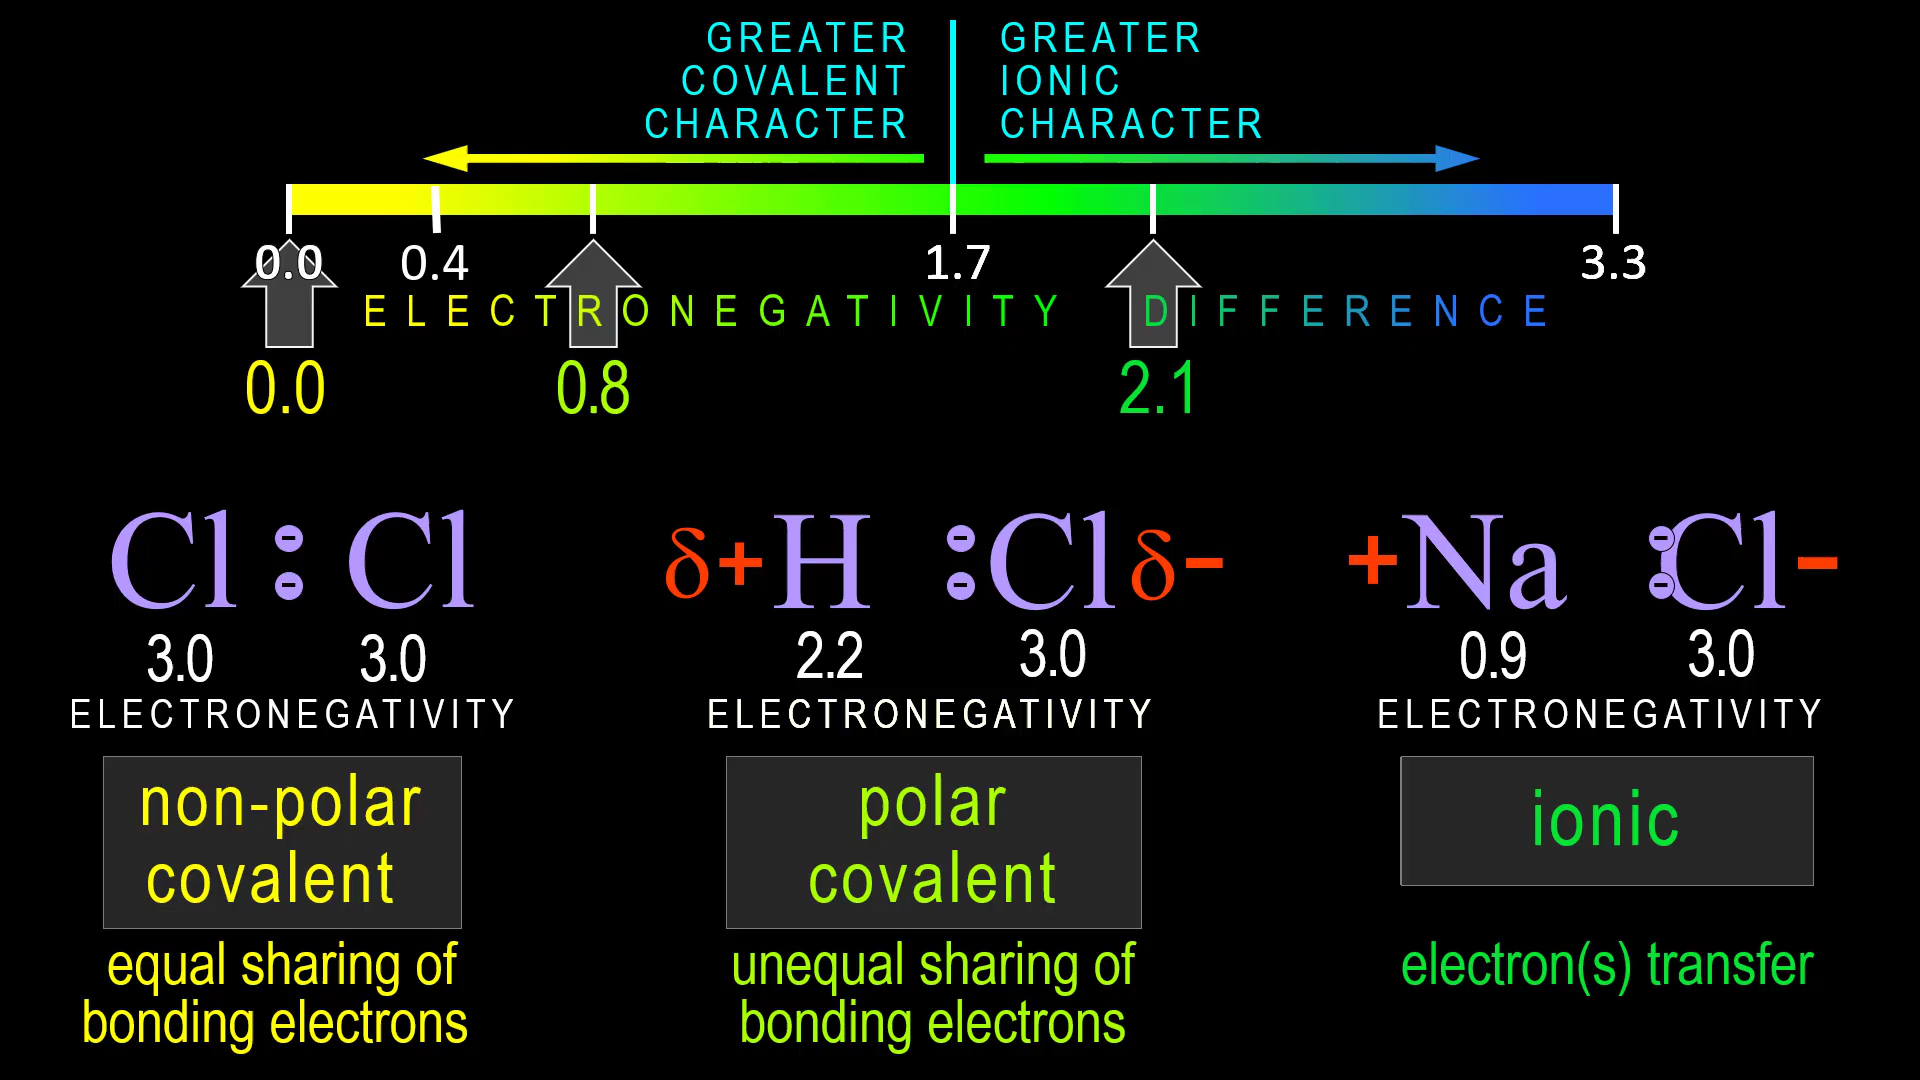 GREATER
COVALENT
CHARACTER
GREATER
IONIC
CHARACTER
0.0 0.4 1.7 3.3
ELECTRONEGATIVITY DIFFERENCE
0.0 0.8 2.1
Cl : Cl
3.0 3.0
ELECTRONEGATIVITY
non-polar
covalent
equal sharing of
bonding electrons
δ+ H :Cl δ-
2.2 3.0
ELECTRONEGATIVITY
polar
covalent
unequal sharing of
bonding electrons
+Na :Cl-
0.9 3.0
ELECTRONEGATIVITY
ionic
electron(s) transfer